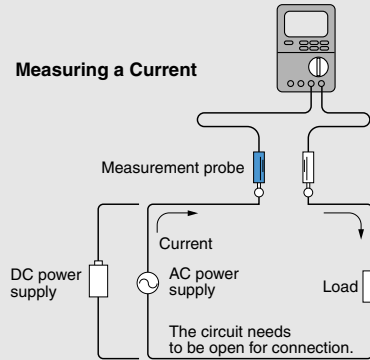 Measuring a Current
Measurement probe
Current
DC power
supply
AC power
supply
Load
The circuit needs
to be open for connection.